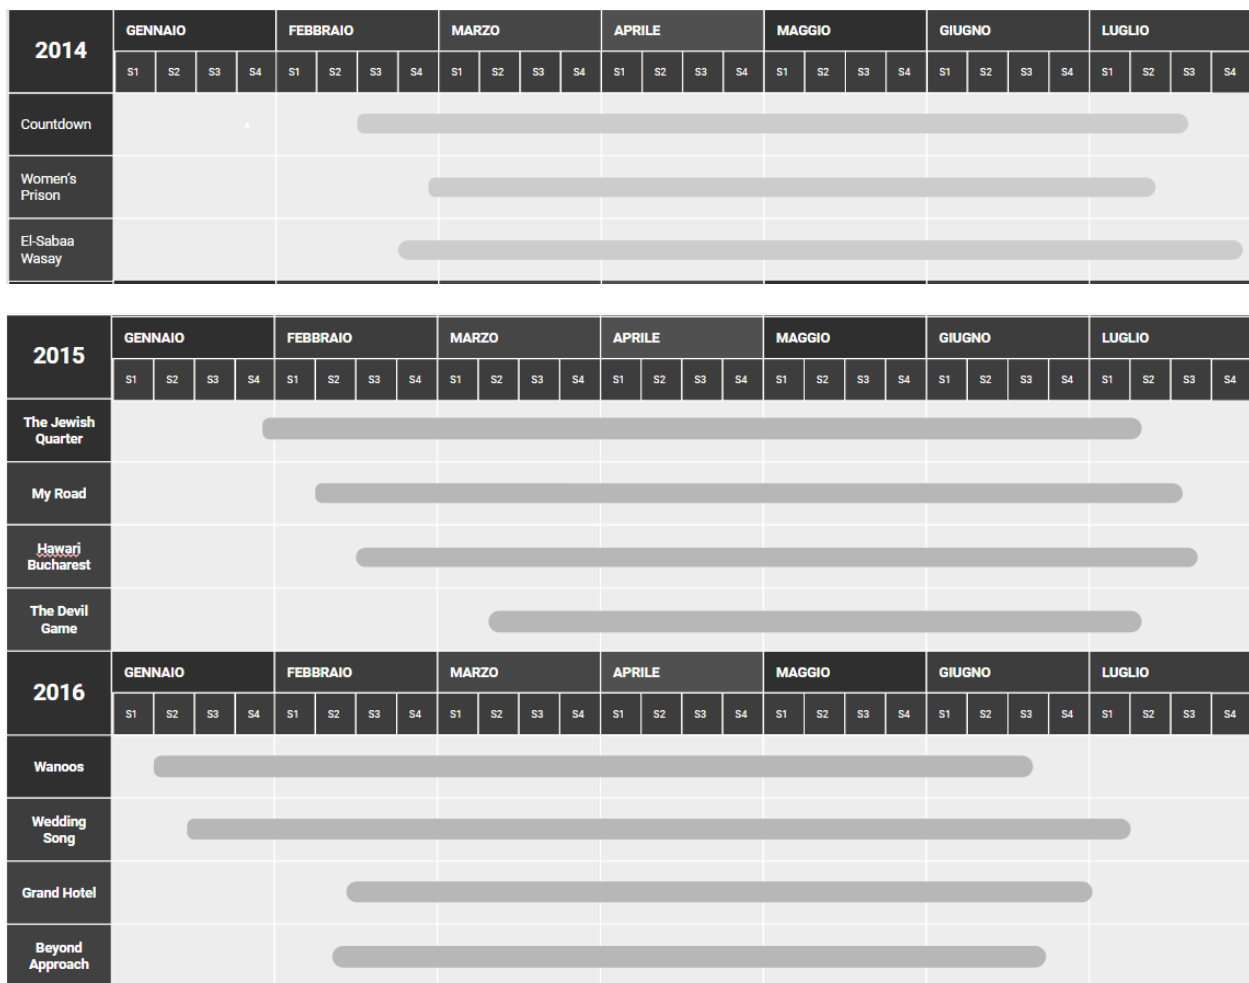 2014
GENNAIO FEBBRAIO MARZO APRILE MAGGIO GIUGNO LUGLIO
S1 S2 S3 S4 S1 S2 S3 S4 S1 S2 S3 S4 S1 S2 S3 S4 S1 S2 S3 S4 S1 S2 S3 S4 S1 S2 S3 S4
Countdown
Women's
Prison
El-Sabaa
Wasay
2015
GENNAIO FEBBRAIO MARZO APRILE MAGGIO GIUGNO LUGLIO
S1 S2 S3 S4 S1 S2 S3 S4 S1 S2 S3 S4 S1 S2 S3 S4 S1 S2 S3 S4 S1 S2 S3 S4 S1 S2 S3 S4
The Jewish
Quarter
My Road
Hawari
Bucharest
The Devil
Game
2016
GENNAIO FEBBRAIO MARZO APRILE MAGGIO GIUGNO LUGLIO
S1 S2 S3 S4 S1 S2 S3 S4 S1 S2 S3 S4 S1 S2 S3 S4 S1 S2 S3 S4 S1 S2 S3 S4 S1 S2 S3 S4
Wanoos
Wedding
Song
Grand Hotel
Beyond
Approach